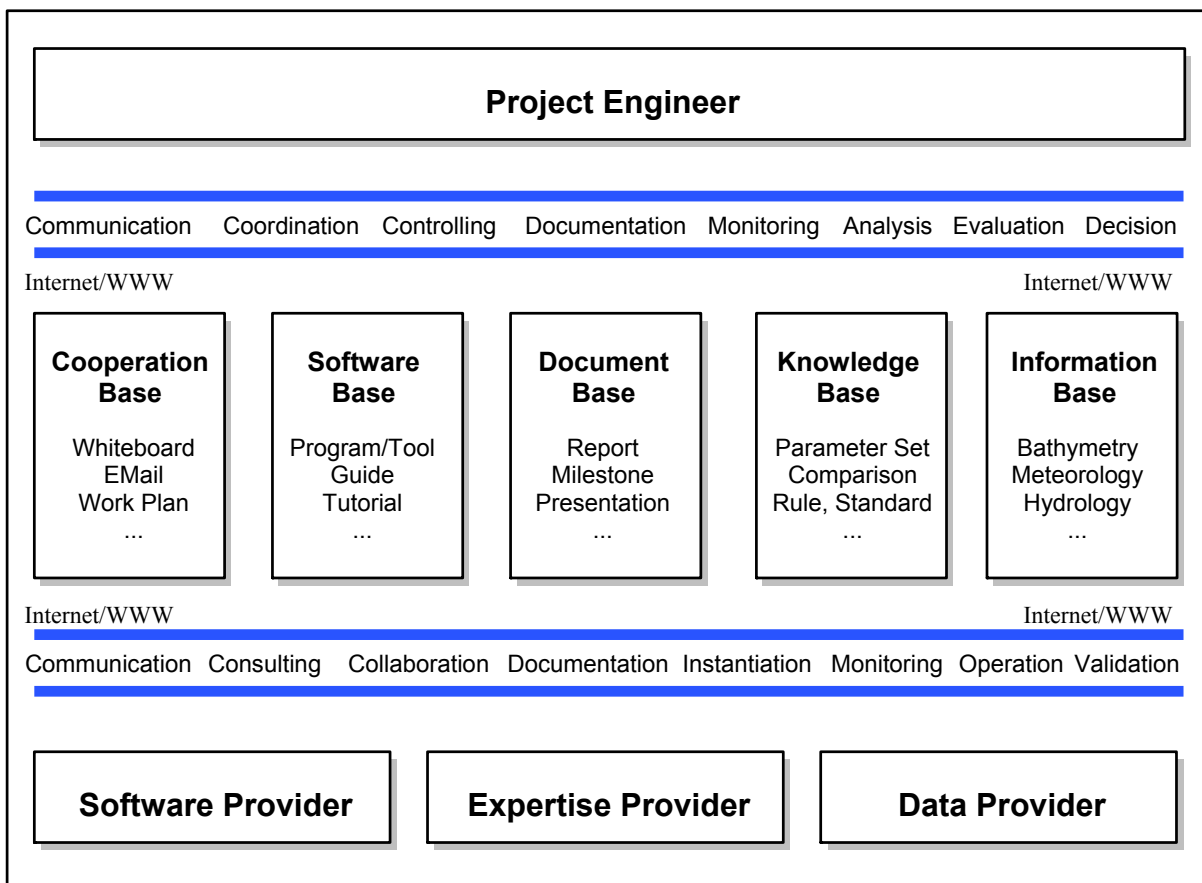 Project Engineer
Communication Coordination Controlling Documentation Monitoring Analysis Evaluation Decision
Internet/WWW Internet/WWW
Cooperation
Base
Whiteboard
EMail
Work Plan
...
Software
Base
Program/Tool
Guide
Tutorial
...
Document
Base
Report
Milestone
Presentation
...
Knowledge
Base
Parameter Set
Comparison
Rule, Standard
...
Information
Base
Bathymetry
Meteorology
Hydrology
...
Internet/WWW Internet/WWW
Communication Consulting Collaboration Documentation Instantiation Monitoring Operation Validation
Software Provider
Expertise Provider
Data Provider